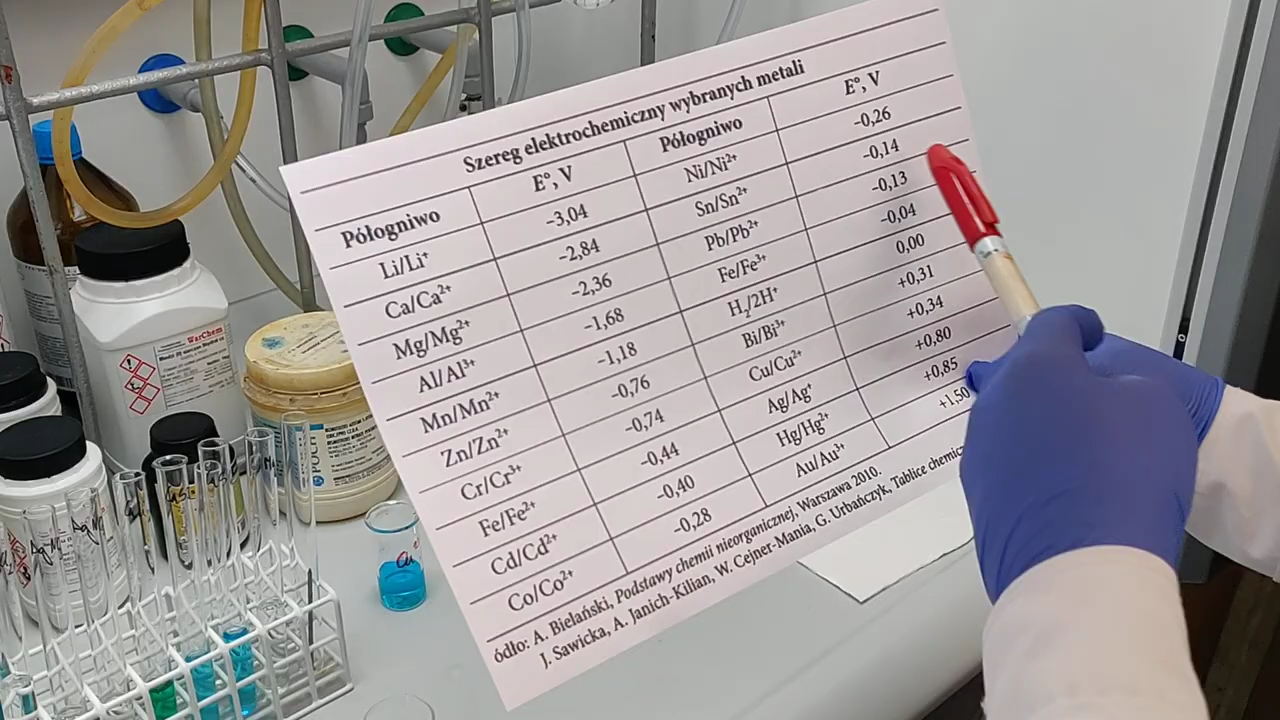 Szereg elektrochemiczny wybranych metali
Półogniwo E°, V Półogniwo E°, V
Li/Li⁺ -3,04 Ni/Ni²⁺ -0,26
Ca/Ca²⁺ -2,84 Sn/Sn²⁺ -0,14
Mg/Mg²⁺ -2,36 Pb/Pb²⁺ -0,13
Al/Al³⁺ -1,68 Fe/Fe³⁺ -0,04
Mn/Mn²⁺ -1,18 H₂/2H⁺ 0,00
Zn/Zn²⁺ -0,76 Bi/Bi³⁺ +0,31
Cr/Cr³⁺ -0,74 Cu/Cu²⁺ +0,34
Fe/Fe²⁺ -0,44 Ag/Ag⁺ +0,80
Cd/Cd²⁺ -0,40 Hg/Hg²⁺ +0,85
Co/Co²⁺ -0,28 Au/Au³⁺ +1,50
ódło: A. Bielański, Podstawy chemii nieorganicznej, Warszawa 2010.
J. Sawicka, A. Janich-Kilian, W. Cejner-Mania, G. Urbańczyk, Tablice chemicz
WarChem
POCH
Cu